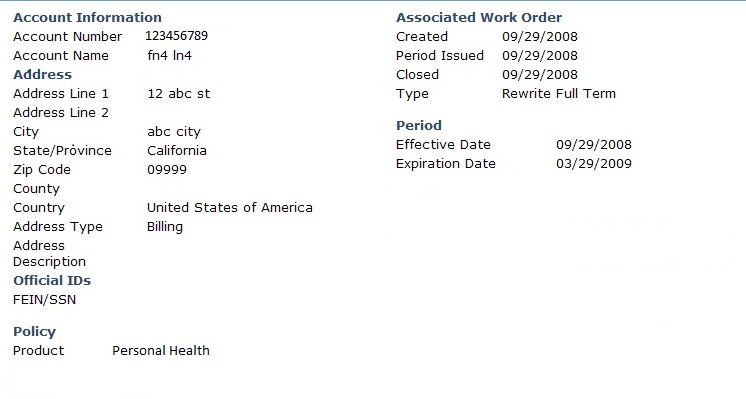 Account Information
Account Number 123456789
Account Name fn4 ln4
Address
Address Line 1 12 abc st
Address Line 2
City abc city
State/Province California
Zip Code 09999
County
Country United States of America
Address Type Billing
Address
Description
Official IDs
FEIN/SSN
Policy
Product Personal Health
Associated Work Order
Created 09/29/2008
Period Issued 09/29/2008
Closed 09/29/2008
Type Rewrite Full Term
Period
Effective Date 09/29/2008
Expiration Date 03/29/2009